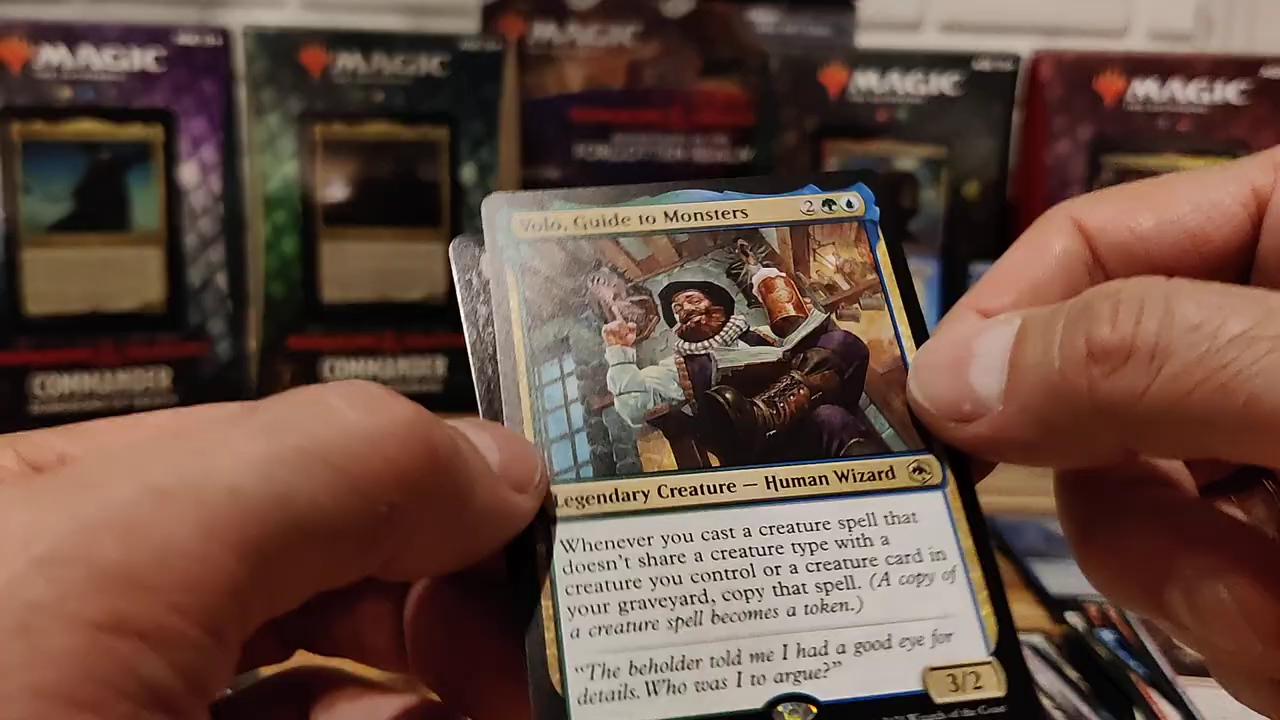 MAGIC
MAGIC
MAGIC
MAGIC
MAGIC
FORGOTTEN REALMS
COMMANDER
COMMANDER
Volo, Guide to Monsters
2
Legendary Creature — Human Wizard
Whenever you cast a creature spell that
doesn't share a creature type with a
creature you control or a creature card in
your graveyard, copy that spell. (A copy of
a creature spell becomes a token.)
"The beholder told me I had a good eye for
details. Who was I to argue?"
3/2